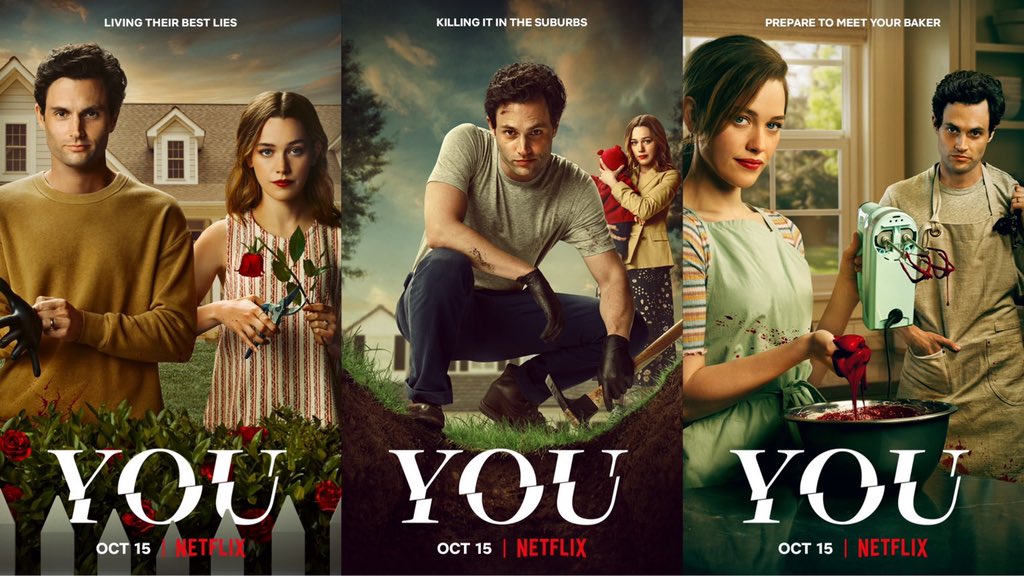 LIVING THEIR BEST LIES
YOU
OCT 15 | NETFLIX
KILLING IT IN THE SUBURBS
YOU
OCT 15 | NETFLIX
PREPARE TO MEET YOUR BAKER
YOU
OCT 15 | NETFLIX